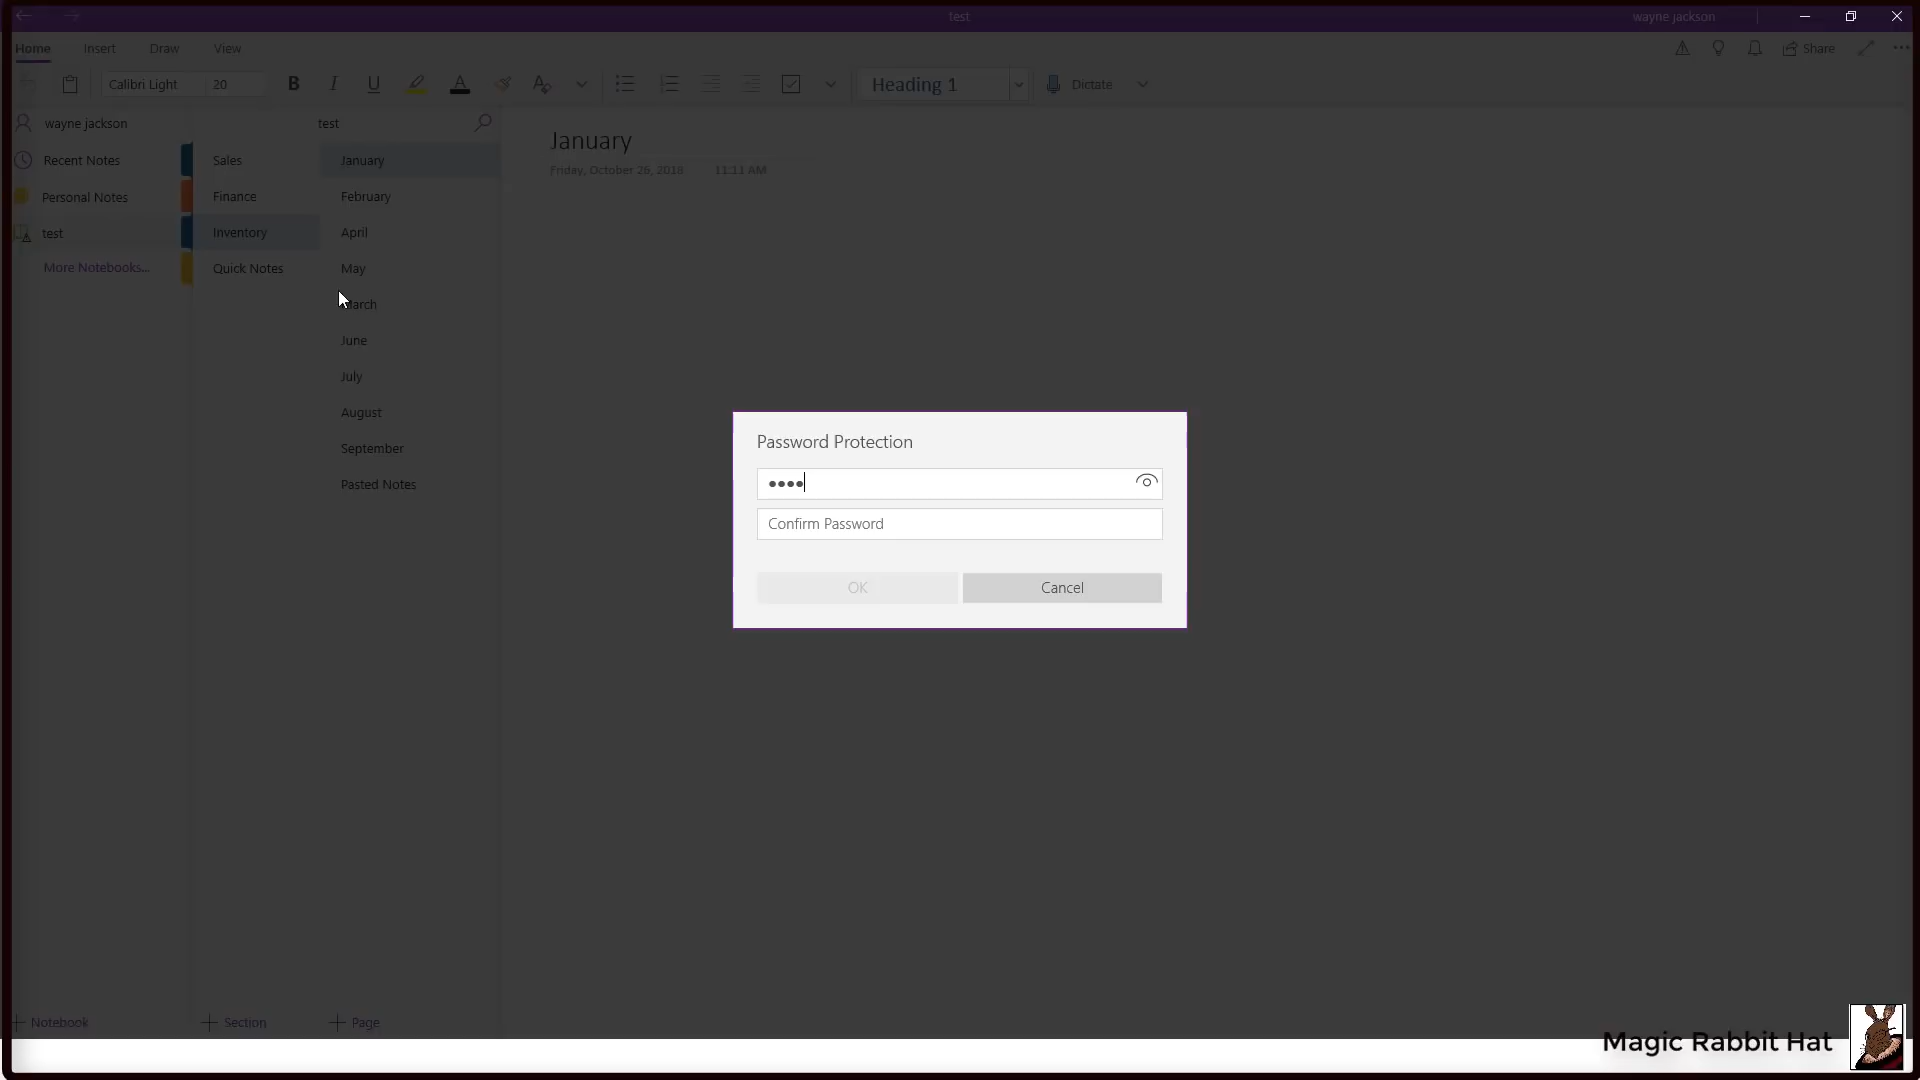 test
wayne jackson
Home Insert Draw View
Share
Calibri Light 20 B I U A Heading 1 Dictate
wayne jackson
test
Recent Notes
Personal Notes
test
More Notebooks...
Sales
Finance
Inventory
Quick Notes
January
February
April
May
March
June
July
August
September
Pasted Notes
January
Friday, October 26, 2018 11:11 AM
Password Protection
••••
Confirm Password
OK Cancel
+ Notebook + Section + Page
Magic Rabbit Hat